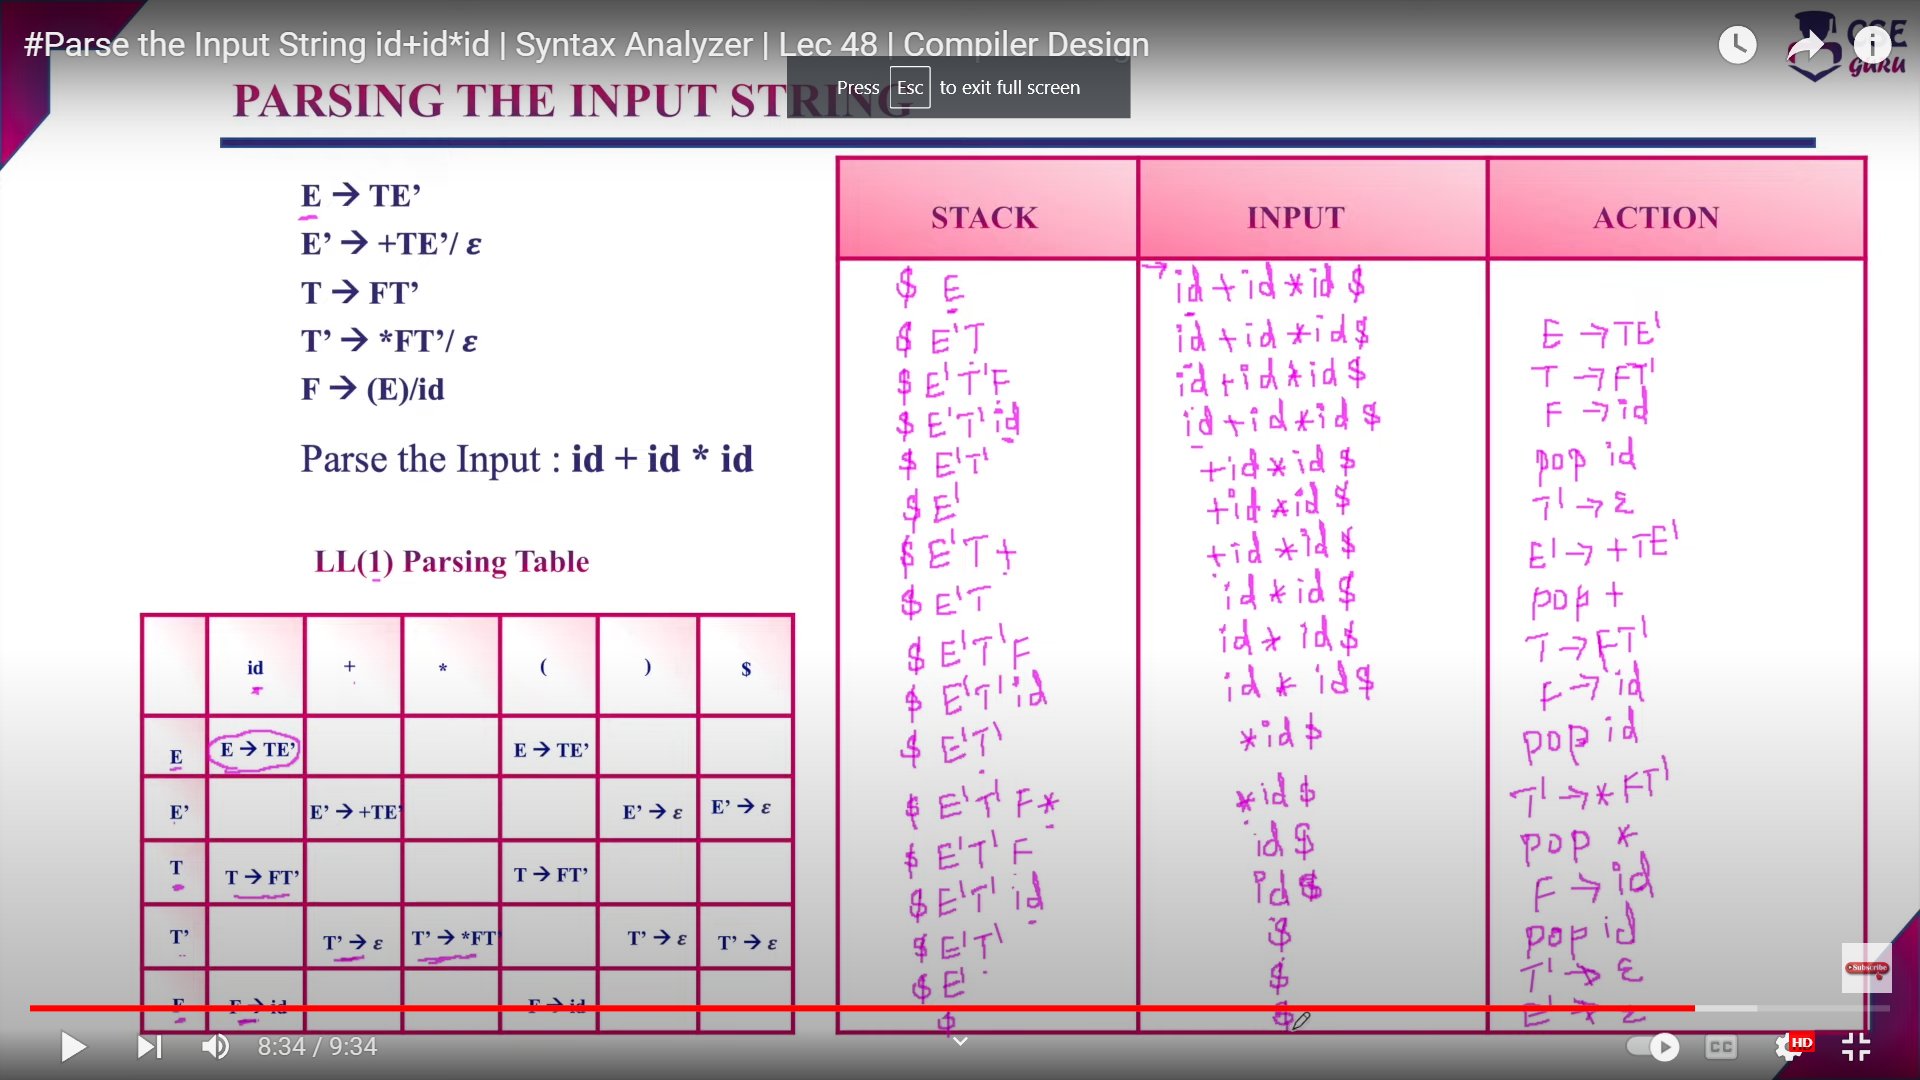 #Parse the Input String id+id*id | Syntax Analyzer | Lec 48 | Compiler Design
CSE
GURU
Press Esc to exit full screen
PARSING THE INPUT STRING
E → TE’
E’ → +TE’/ ε
T → FT’
T’ → *FT’/ ε
F → (E)/id
Parse the Input : id + id * id
LL(1) Parsing Table
id + * ( ) $
E E → TE’ E → TE’
E’ E’ → +TE’ E’ → ε E’ → ε
T T → FT’ T → FT’
T’ T’ → ε T’ → *FT’ T’ → ε T’ → ε
F F → id F → id
STACK INPUT ACTION
$ E → id + id * id $
$ E' T id + id * id $ E → TE'
$ E' T' F id + id * id $ T → FT'
$ E' T' id id + id * id $ F → id
$ E' T' + id * id $ pop id
$ E' + id * id $ T' → ε
$ E' T + + id * id $ E' → + TE'
$ E' T id * id $ pop +
$ E' T' F id * id $ T → FT'
$ E' T' id id * id $ F → id
$ E' T' * id $ pop id
$ E' T' F * * id $ T' → * FT'
$ E' T' F id $ pop *
$ E' T' id id $ F → id
$ E' T' $ pop id
$ E' $ T' → ε
$ $ E' → ε
Subscribe
8:34 / 9:34
CC
HD